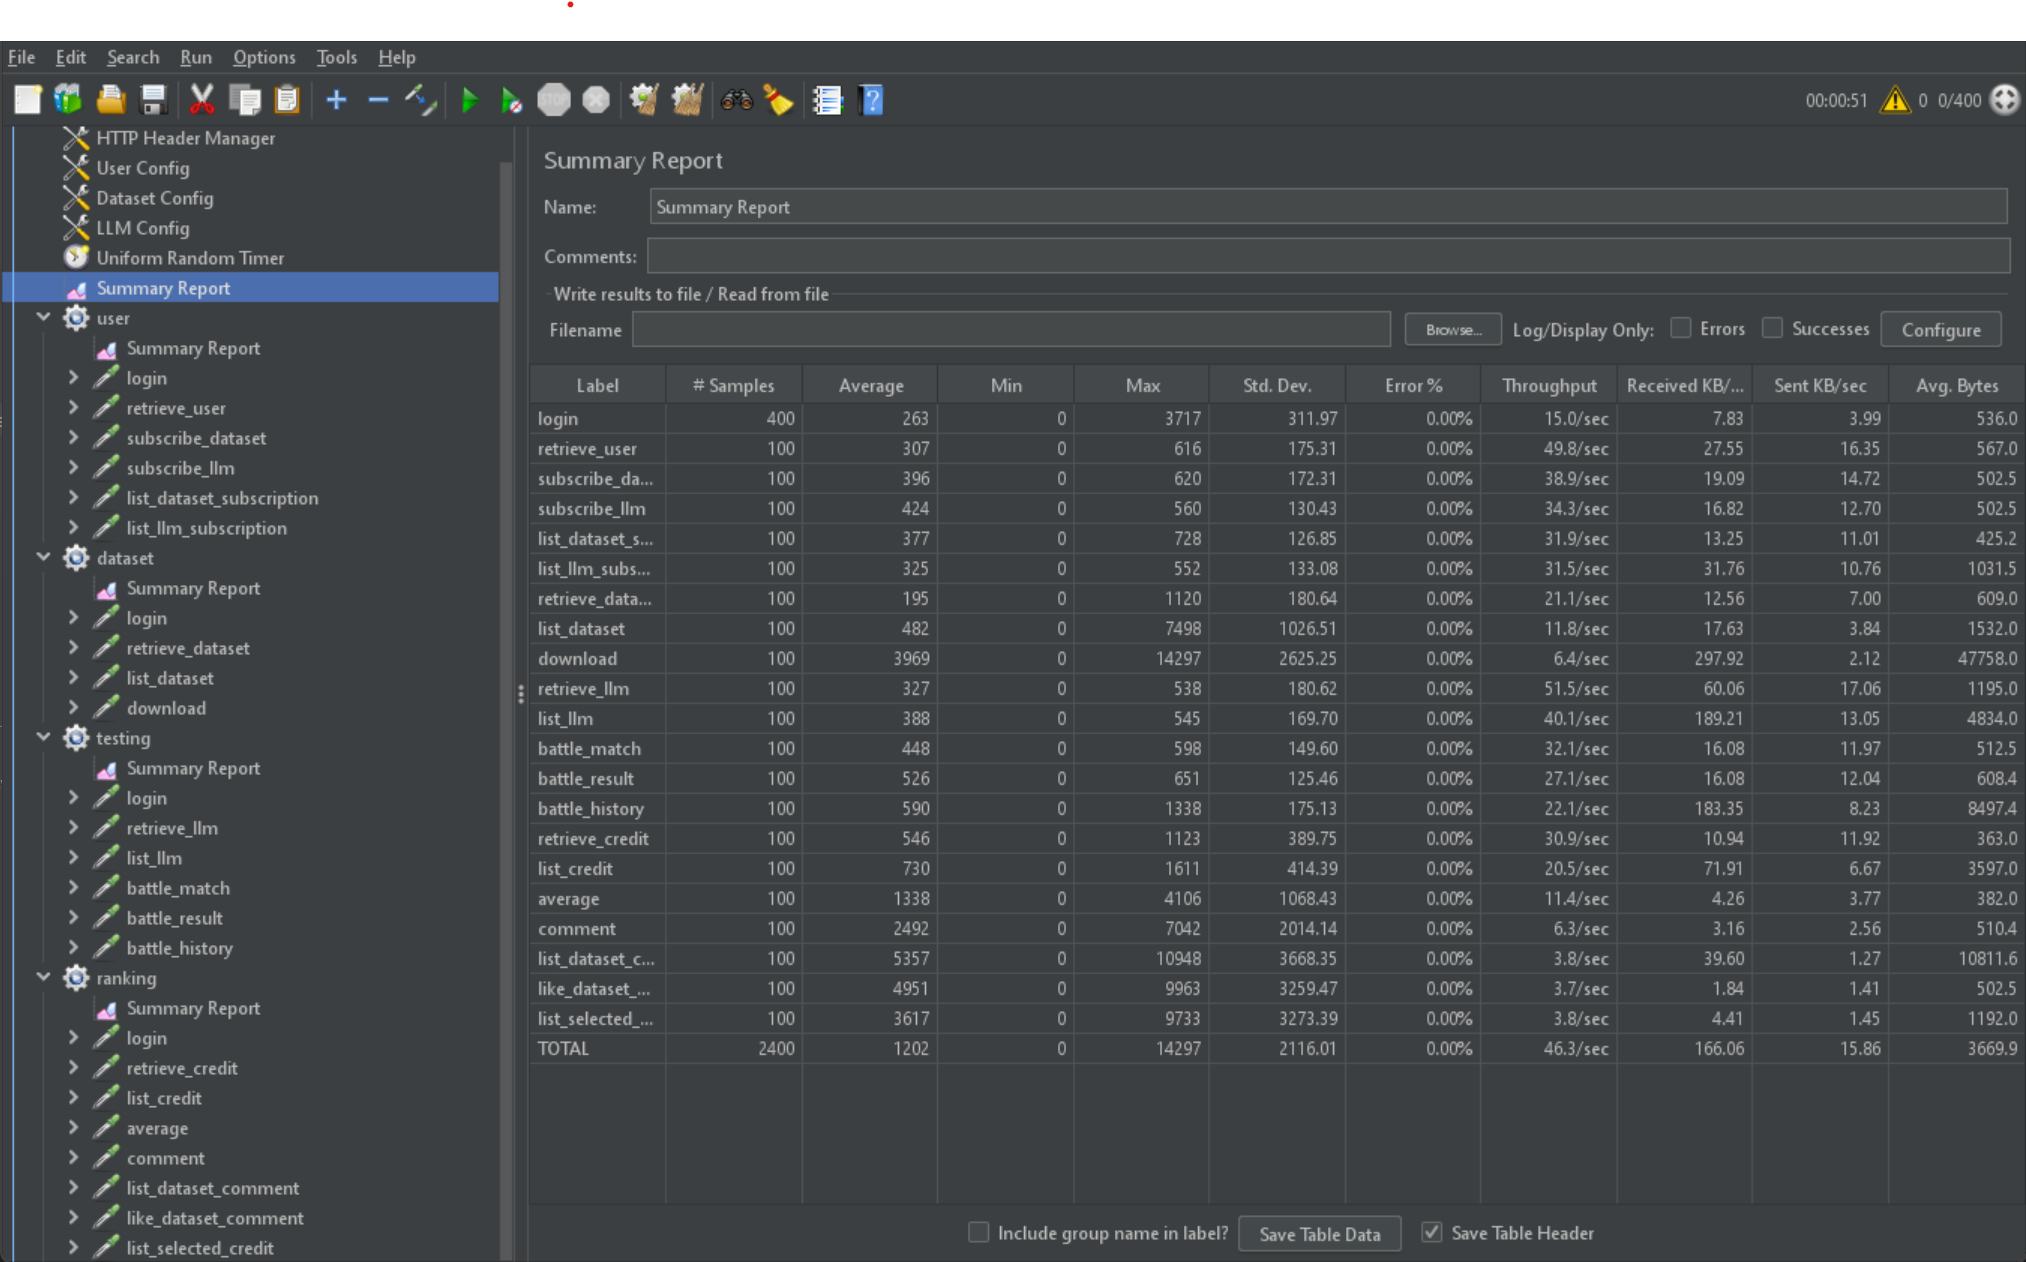 File Edit Search Run Options Tools Help
STOP 00:00:51 0 0/400
HTTP Header Manager
User Config
Dataset Config
LLM Config
Uniform Random Timer
Summary Report
user
Summary Report
login
retrieve_user
subscribe_dataset
subscribe_llm
list_dataset_subscription
list_llm_subscription
dataset
Summary Report
login
retrieve_dataset
list_dataset
download
testing
Summary Report
login
retrieve_llm
list_llm
battle_match
battle_result
battle_history
ranking
Summary Report
login
retrieve_credit
list_credit
average
comment
list_dataset_comment
like_dataset_comment
list_selected_credit
Summary Report
Name: Summary Report
Comments:
Write results to file / Read from file
Filename Browse... Log/Display Only: Errors Successes Configure
Label # Samples Average Min Max Std. Dev. Error % Throughput Received KB/... Sent KB/sec Avg. Bytes
login 400 263 0 3717 311.97 0.00% 15.0/sec 7.83 3.99 536.0
retrieve_user 100 307 0 616 175.31 0.00% 49.8/sec 27.55 16.35 567.0
subscribe_da... 100 396 0 620 172.31 0.00% 38.9/sec 19.09 14.72 502.5
subscribe_llm 100 424 0 560 130.43 0.00% 34.3/sec 16.82 12.70 502.5
list_dataset_s... 100 377 0 728 126.85 0.00% 31.9/sec 13.25 11.01 425.2
list_llm_subs... 100 325 0 552 133.08 0.00% 31.5/sec 31.76 10.76 1031.5
retrieve_data... 100 195 0 1120 180.64 0.00% 21.1/sec 12.56 7.00 609.0
list_dataset 100 482 0 7498 1026.51 0.00% 11.8/sec 17.63 3.84 1532.0
download 100 3969 0 14297 2625.25 0.00% 6.4/sec 297.92 2.12 47758.0
retrieve_llm 100 327 0 538 180.62 0.00% 51.5/sec 60.06 17.06 1195.0
list_llm 100 388 0 545 169.70 0.00% 40.1/sec 189.21 13.05 4834.0
battle_match 100 448 0 598 149.60 0.00% 32.1/sec 16.08 11.97 512.5
battle_result 100 526 0 651 125.46 0.00% 27.1/sec 16.08 12.04 608.4
battle_history 100 590 0 1338 175.13 0.00% 22.1/sec 183.35 8.23 8497.4
retrieve_credit 100 546 0 1123 389.75 0.00% 30.9/sec 10.94 11.92 363.0
list_credit 100 730 0 1611 414.39 0.00% 20.5/sec 71.91 6.67 3597.0
average 100 1338 0 4106 1068.43 0.00% 11.4/sec 4.26 3.77 382.0
comment 100 2492 0 7042 2014.14 0.00% 6.3/sec 3.16 2.56 510.4
list_dataset_c... 100 5357 0 10948 3668.35 0.00% 3.8/sec 39.60 1.27 10811.6
like_dataset_... 100 4951 0 9963 3259.47 0.00% 3.7/sec 1.84 1.41 502.5
list_selected_... 100 3617 0 9733 3273.39 0.00% 3.8/sec 4.41 1.45 1192.0
TOTAL 2400 1202 0 14297 2116.01 0.00% 46.3/sec 166.06 15.86 3669.9
Include group name in label? Save Table Data Save Table Header